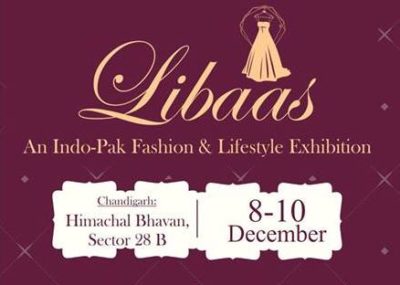 Libaas
An Indo-Pak Fashion & Lifestyle Exhibition
Chandigarh:
Himachal Bhavan,
Sector 28 B
8-10
December